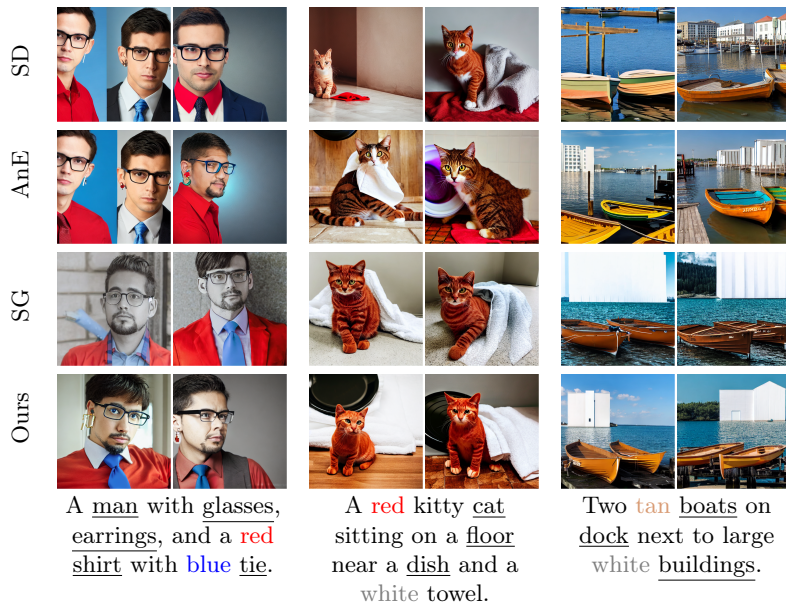 SD
AnE
SG
Ours
A man with glasses,
earrings, and a red
shirt with blue tie.
A red kitty cat
sitting on a floor
near a dish and a
white towel.
Two tan boats on
dock next to large
white buildings.